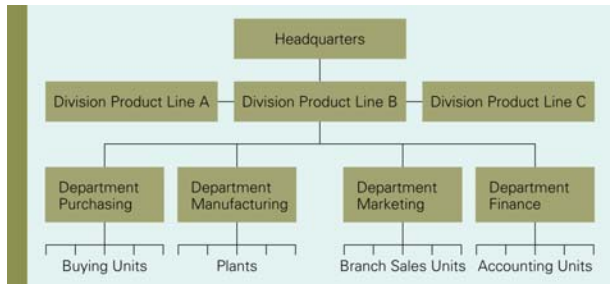 Headquarters
Division Product Line A
Division Product Line B
Division Product Line C
Department
Purchasing
Department
Manufacturing
Department
Marketing
Department
Finance
Buying Units
Plants
Branch Sales Units
Accounting Units